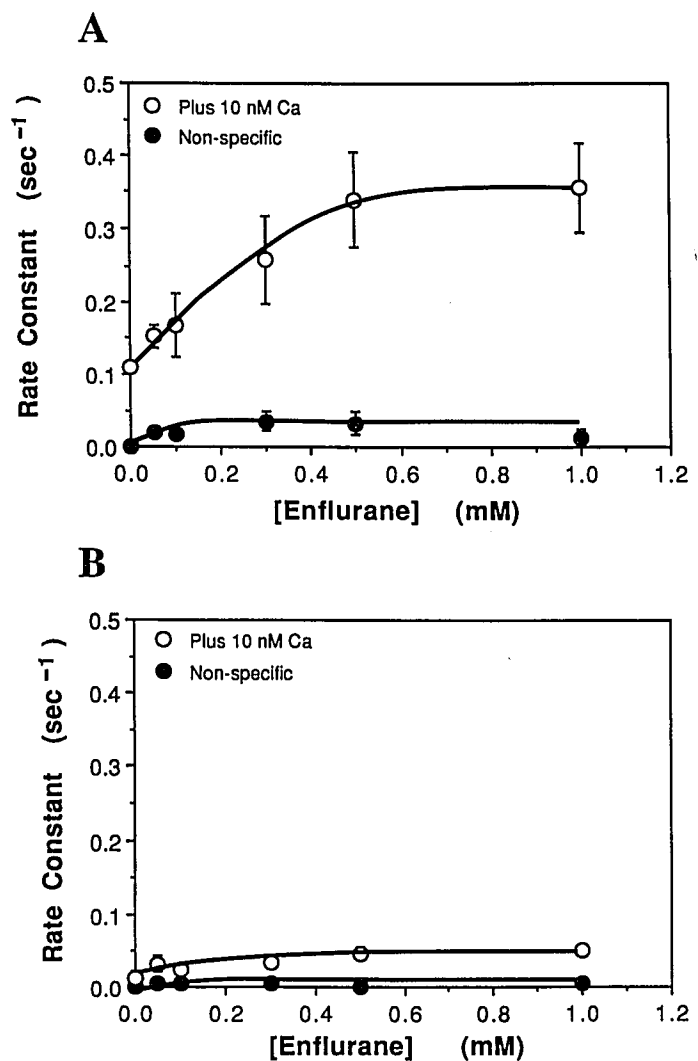 A
0.5
0.4
0.3
0.2
0.1
0.0
Rate Constant (sec⁻¹)
Plus 10 nM Ca
Non-specific
0.0 0.2 0.4 0.6 0.8 1.0 1.2
[Enflurane] (mM)
B
0.5
0.4
0.3
0.2
0.1
0.0
Rate Constant (sec⁻¹)
Plus 10 nM Ca
Non-specific
0.0 0.2 0.4 0.6 0.8 1.0 1.2
[Enflurane] (mM)